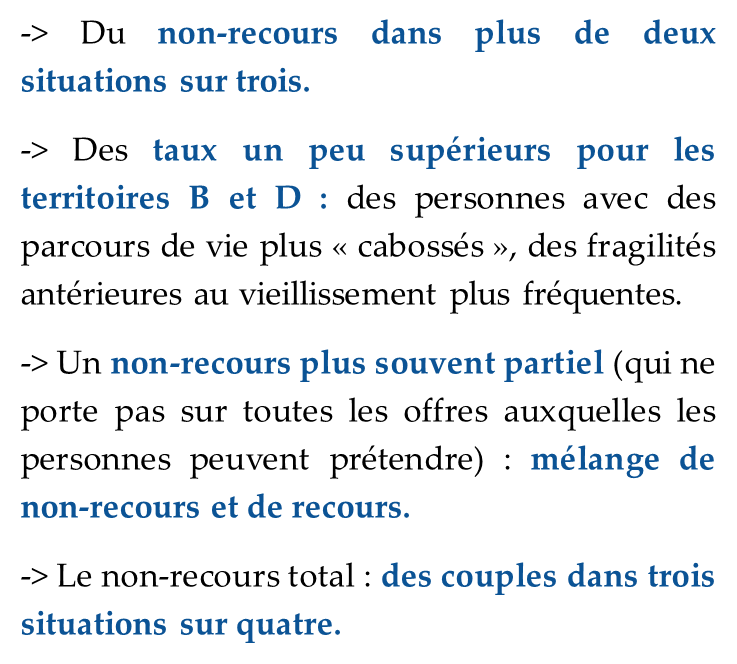 -> Du non-recours dans plus de deux
situations sur trois.
-> Des taux un peu supérieurs pour les
territoires B et D : des personnes avec des
parcours de vie plus « cabossés », des fragilités
antérieures au vieillissement plus fréquentes.
-> Un non-recours plus souvent partiel (qui ne
porte pas sur toutes les offres auxquelles les
personnes peuvent prétendre) : mélange de
non-recours et de recours.
-> Le non-recours total : des couples dans trois
situations sur quatre.